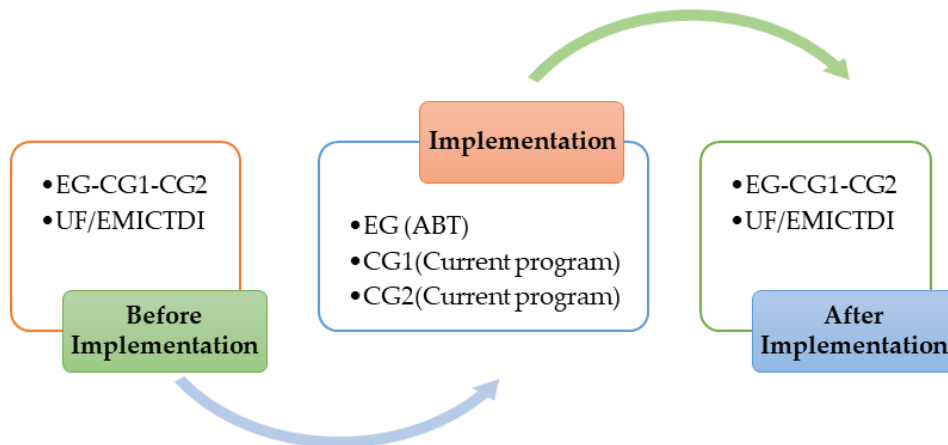 •EG-CG1-CG2
•UF/EMICTDI
Before
Implementation
Implementation
•EG (ABT)
•CG1(Current program)
•CG2(Current program)
•EG-CG1-CG2
•UF/EMICTDI
After
Implementation